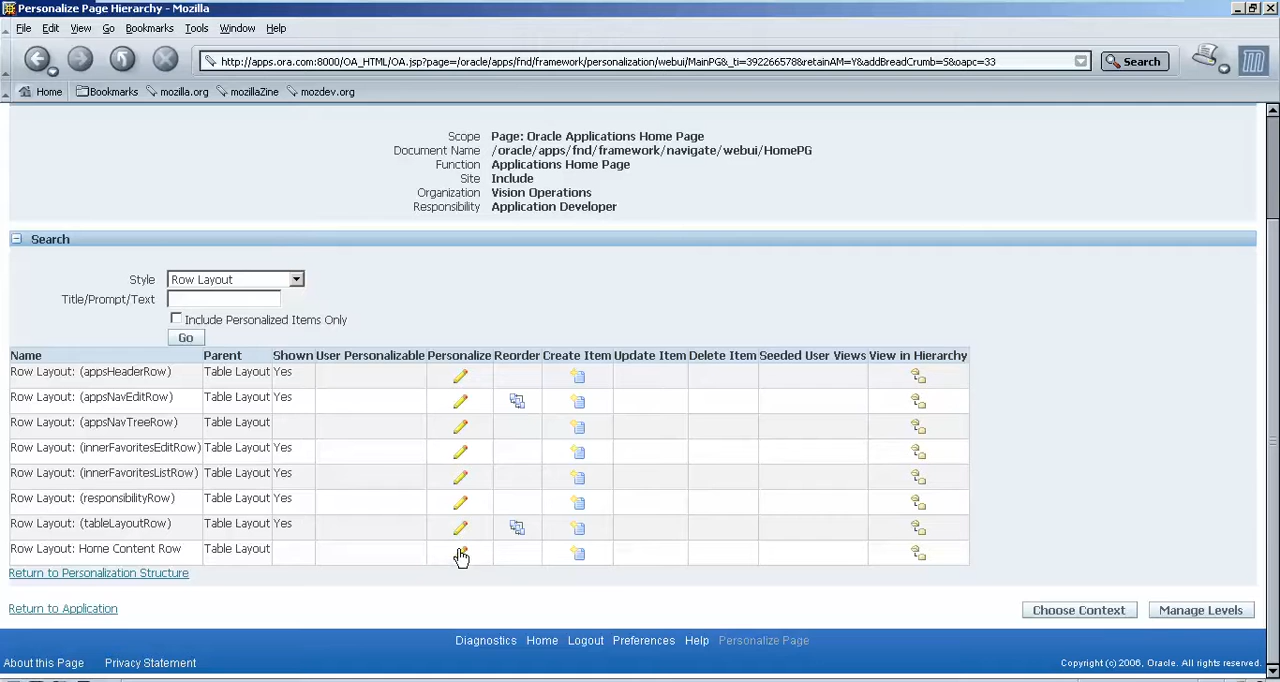 Personalize Page Hierarchy - Mozilla
File Edit View Go Bookmarks Tools Window Help
http://apps.ora.com:8000/OA_HTML/OA.jsp?page=/oracle/apps/fnd/framework/personalization/webui/MainPG&_ti=392266578&retainAM=Y&addBreadCrumb=5&oapc=33 Search
Home Bookmarks mozilla.org mozillaZine mozdev.org
Scope Page: Oracle Applications Home Page
Document Name /oracle/apps/fnd/framework/navigate/webui/HomePG
Function Applications Home Page
Site Include
Organization Vision Operations
Responsibility Application Developer
Search
Style Row Layout
Title/Prompt/Text
Include Personalized Items Only
Go
Name Parent Shown User Personalizable Personalize Reorder Create Item Update Item Delete Item Seeded User Views View in Hierarchy
Row Layout: (appsHeaderRow) Table Layout Yes
Row Layout: (appsNavEditRow) Table Layout Yes
Row Layout: (appsNavTreeRow) Table Layout
Row Layout: (innerFavoritesEditRow) Table Layout Yes
Row Layout: (innerFavoritesListRow) Table Layout Yes
Row Layout: (responsibilityRow) Table Layout Yes
Row Layout: (tableLayoutRow) Table Layout Yes
Row Layout: Home Content Row Table Layout
Return to Personalization Structure
Return to Application Choose Context Manage Levels
Diagnostics Home Logout Preferences Help Personalize Page
About this Page Privacy Statement Copyright (c) 2006, Oracle. All rights reserved.